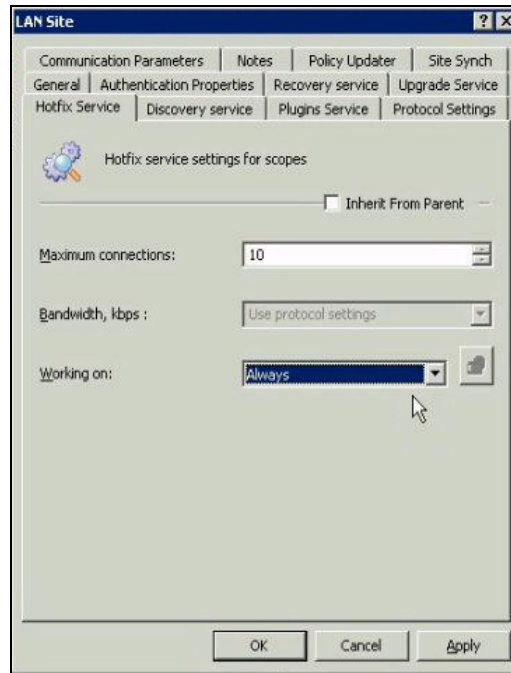 LAN Site
Communication Parameters Notes Policy Updater Site Synch
General Authentication Properties Recovery service Upgrade Service
Hotfix Service Discovery service Plugins Service Protocol Settings
Hotfix service settings for scopes
Inherit From Parent
Maximum connections: 10
Bandwidth, kbps : Use protocol settings
Working on: Always
OK Cancel Apply